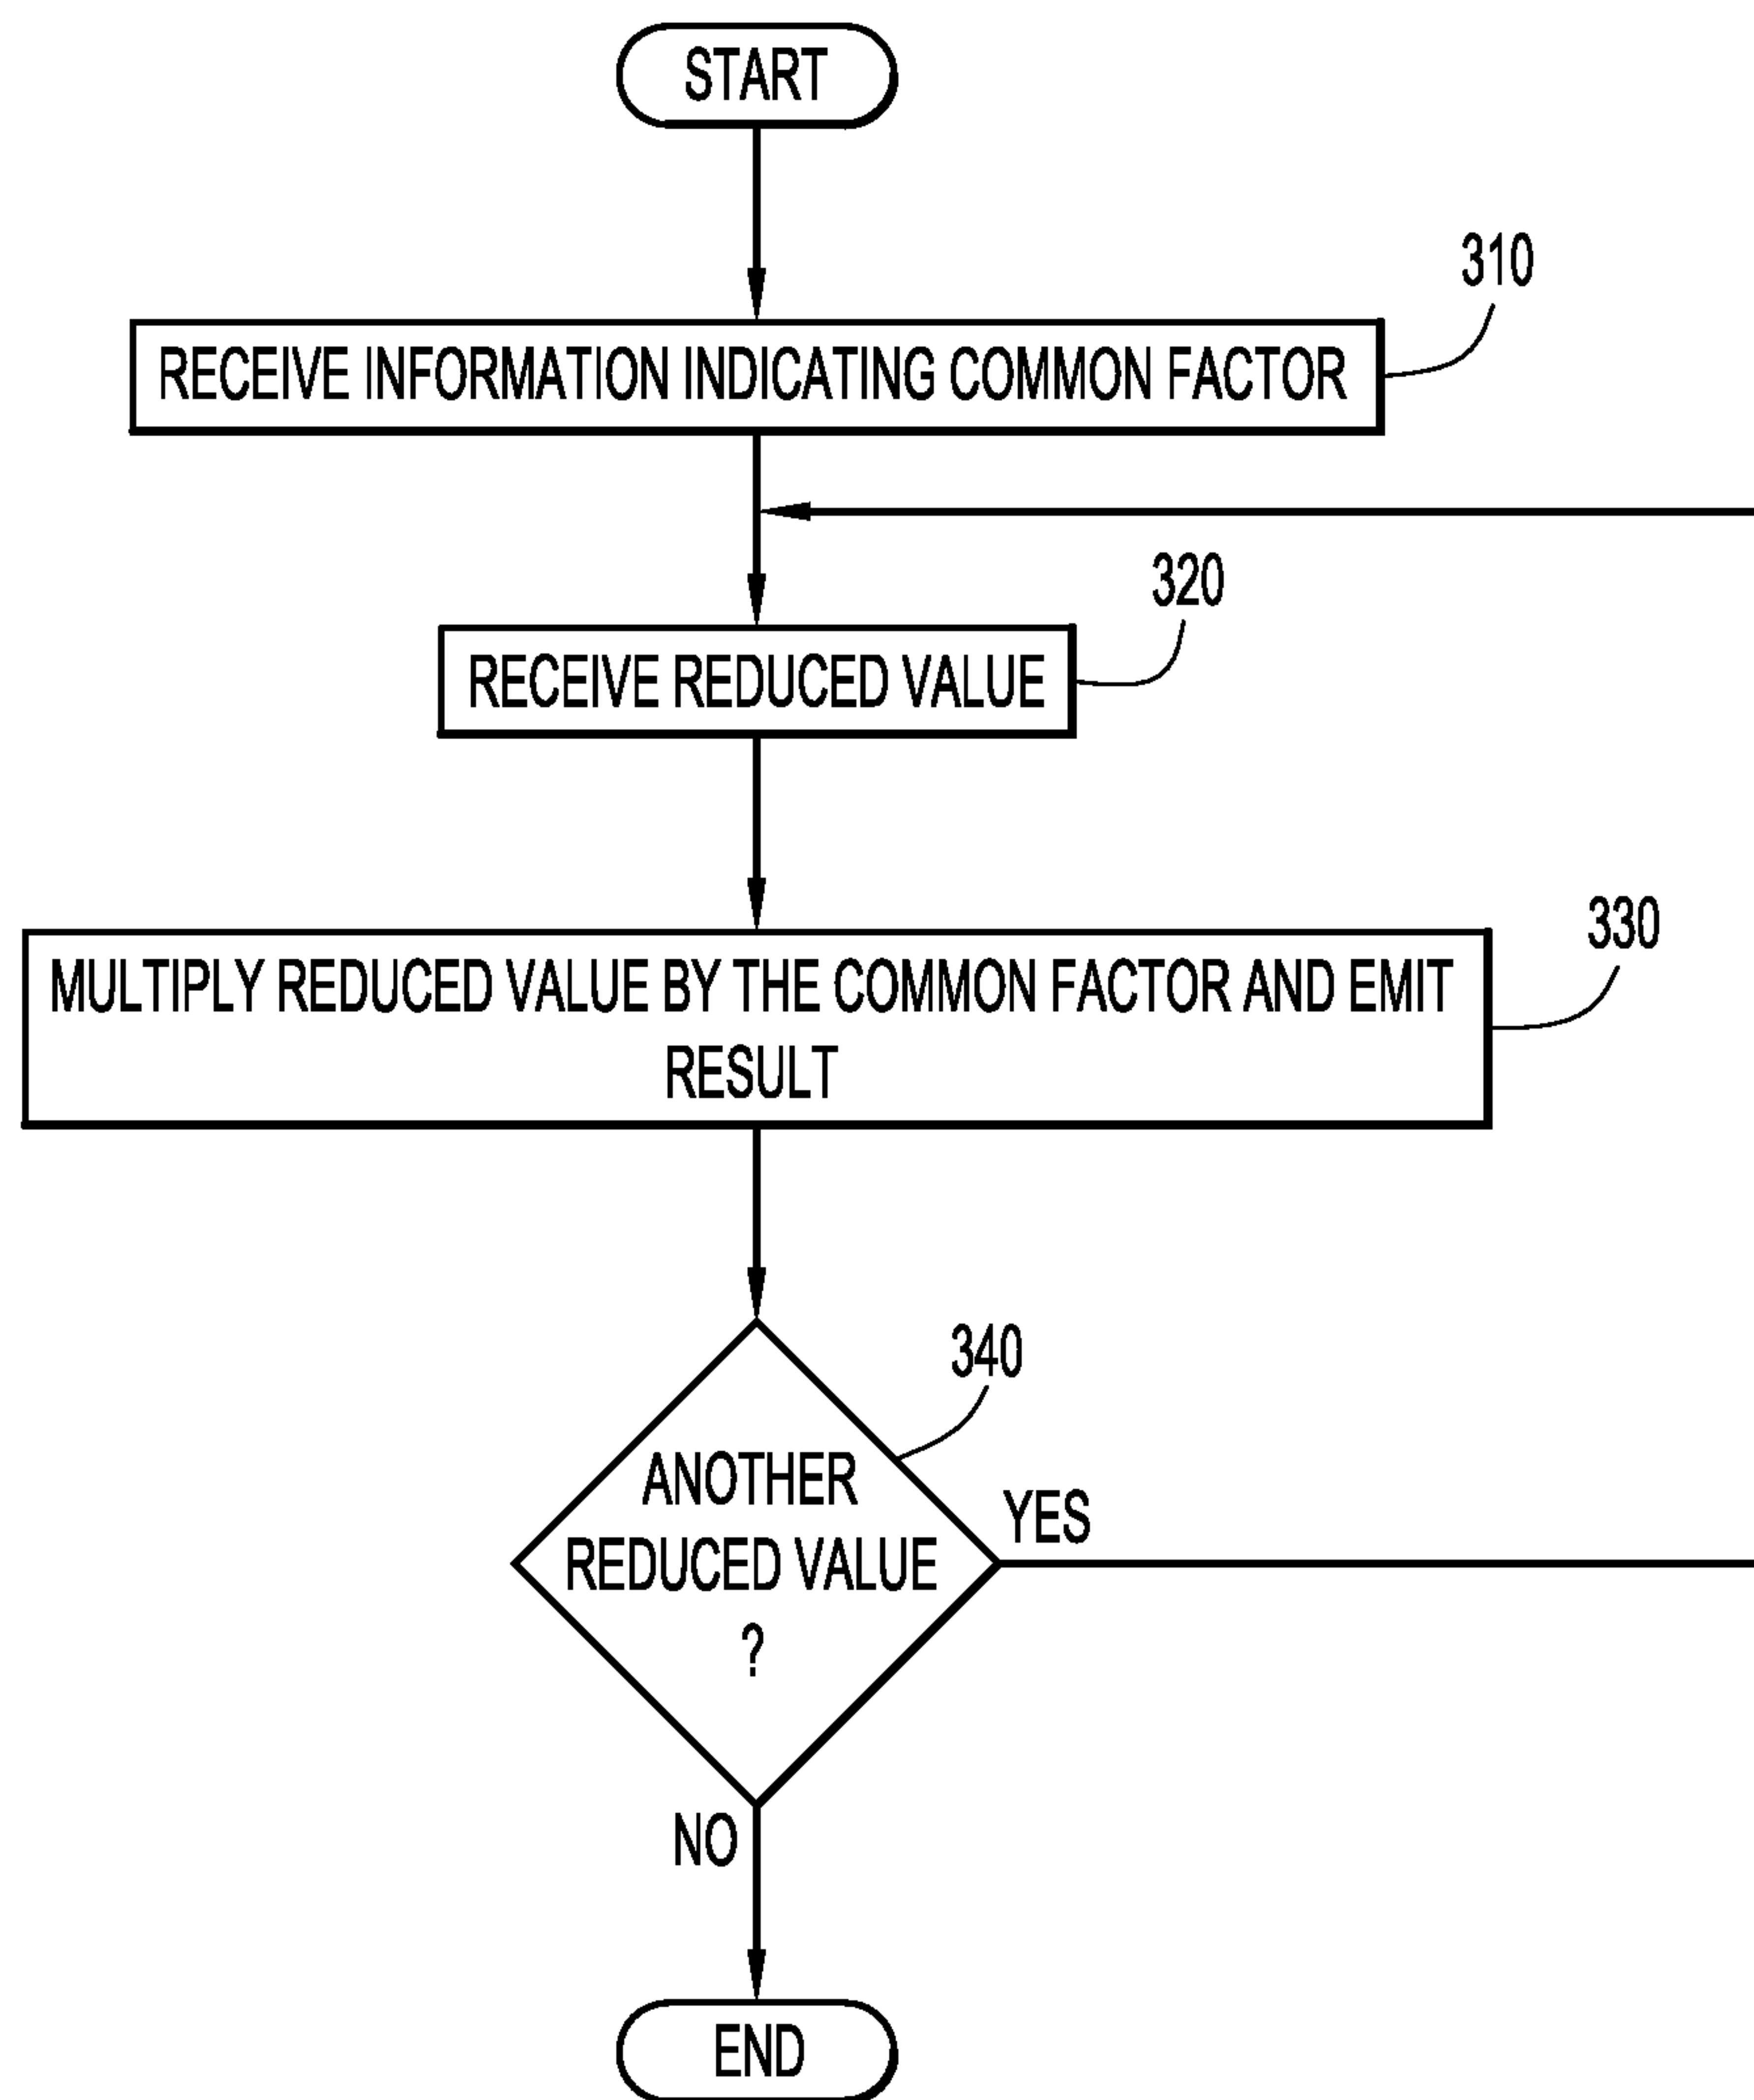 START
310
RECEIVE INFORMATION INDICATING COMMON FACTOR
320
RECEIVE REDUCED VALUE
330
MULTIPLY REDUCED VALUE BY THE COMMON FACTOR AND EMIT
RESULT
340
ANOTHER
REDUCED VALUE
?
YES
NO
END